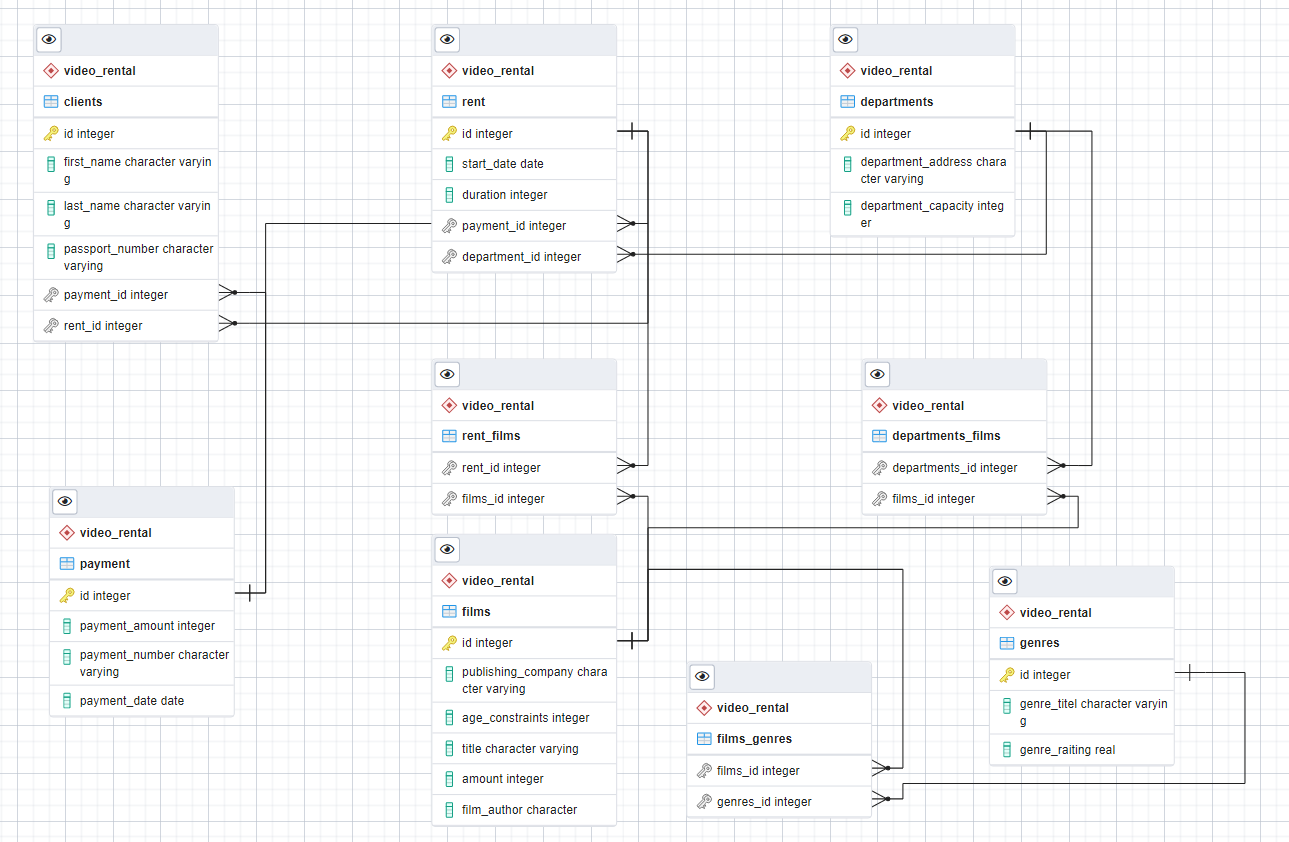 video_rental
clients
id integer
first_name character varyin
g
last_name character varyin
g
passport_number character
varying
payment_id integer
rent_id integer
video_rental
rent
id integer
start_date date
duration integer
payment_id integer
department_id integer
video_rental
departments
id integer
department_address chara
cter varying
department_capacity integ
er
video_rental
rent_films
rent_id integer
films_id integer
video_rental
departments_films
departments_id integer
films_id integer
video_rental
payment
id integer
payment_amount integer
payment_number character
varying
payment_date date
video_rental
films
id integer
publishing_company chara
cter varying
age_constraints integer
title character varying
amount integer
film_author character
video_rental
films_genres
films_id integer
genres_id integer
video_rental
genres
id integer
genre_titel character varyin
g
genre_raiting real